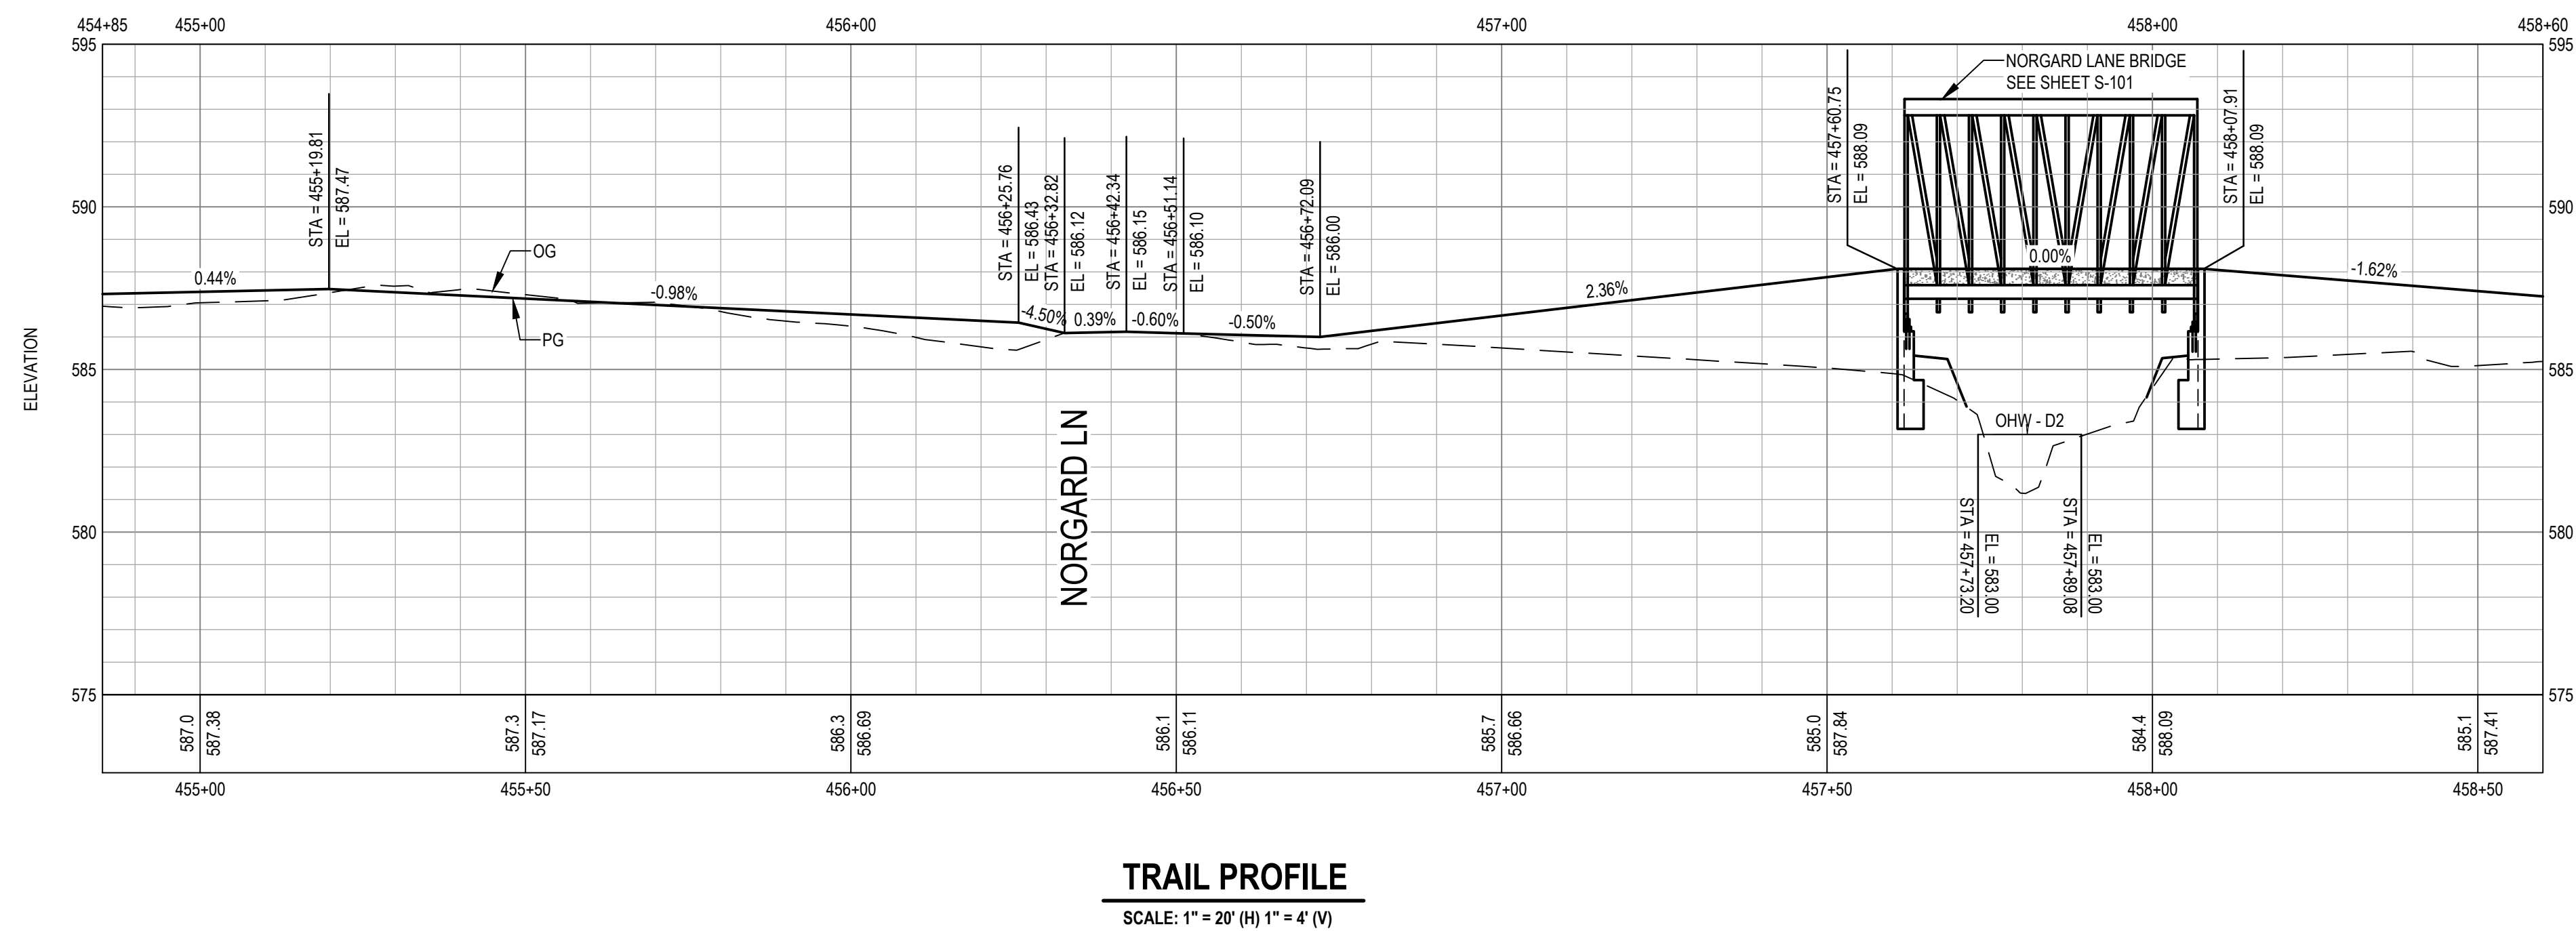 454+85
455+00
456+00
457+00
458+00
458+60
595
595
NORGARD LANE BRIDGE
SEE SHEET S-101
STA = 455+19.81
EL = 587.47
STA = 456+25.76
EL = 586.43
STA = 456+32.82
EL = 586.12
STA = 456+42.34
EL = 586.15
STA = 456+51.14
EL = 586.10
STA = 456+72.09
EL = 586.00
STA = 457+60.75
EL = 588.09
STA = 458+07.91
EL = 588.09
590
590
OG
0.44%
-0.98%
-4.50%
0.39%
-0.60%
-0.50%
2.36%
0.00%
-1.62%
PG
ELEVATION
585
585
NORGARD LN
OHW - D2
STA = 457+73.20
EL = 583.00
STA = 457+89.08
EL = 583.00
580
580
575
575
587.0
587.38
587.3
587.17
586.3
586.69
586.1
586.11
585.7
586.66
585.0
587.84
584.4
588.09
585.1
587.41
455+00
455+50
456+00
456+50
457+00
457+50
458+00
458+50
TRAIL PROFILE
SCALE: 1" = 20' (H) 1" = 4' (V)